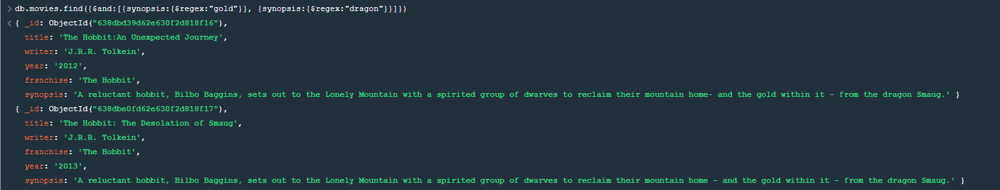 > db.movies.find({$and:[{synopsis:{$regex:"gold"}}, {synopsis:{$regex:"dragon"}}]})
< { _id: ObjectId("638dbd39d62e630f2d818f16"),
title: 'The Hobbit:An Unexpected Journey',
writer: 'J.R.R. Tolkein',
year: '2012',
frsnchise: 'The Hobbit',
synopsis: 'A reluctant hobbit, Bilbo Baggins, sets out to the Lonely Mountain with a spirited group of dwarves to reclaim their mountain home- and the gold within it - from the dragon Smaug.' }
{ _id: ObjectId("638dbe0fd62e630f2d818f17"),
title: 'The Hobbit: The Desolation of Smaug',
writer: 'J.R.R. Tolkein',
franchise: 'The Hobbit',
year: '2013',
synopsis: 'A reluctant hobbit, Bilbo Baggins, sets out to the Lonely Mountain with a spirited group of dwarves to reclaim their mountain home - and the gold within it - from the dragon Smaug.' }